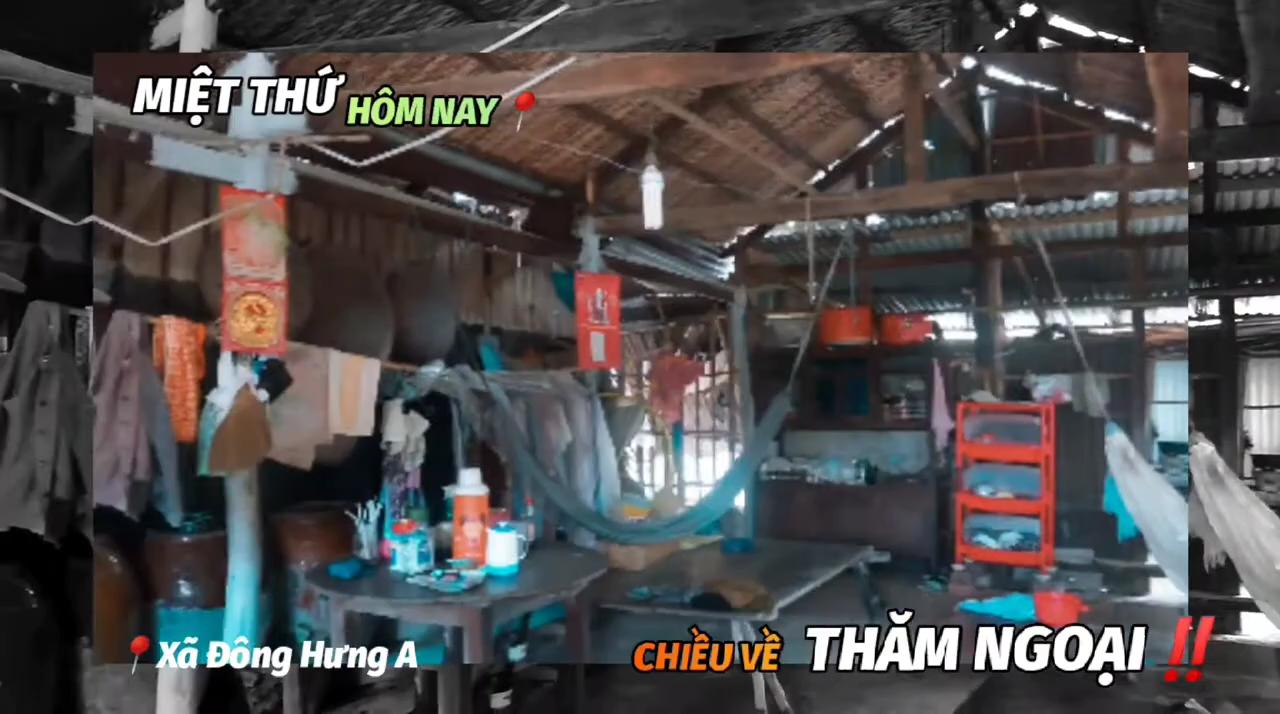 MIỆT THỨ HÔM NAY
Xã Đông Hưng A
CHIỀU VỀ THĂM NGOẠI !!